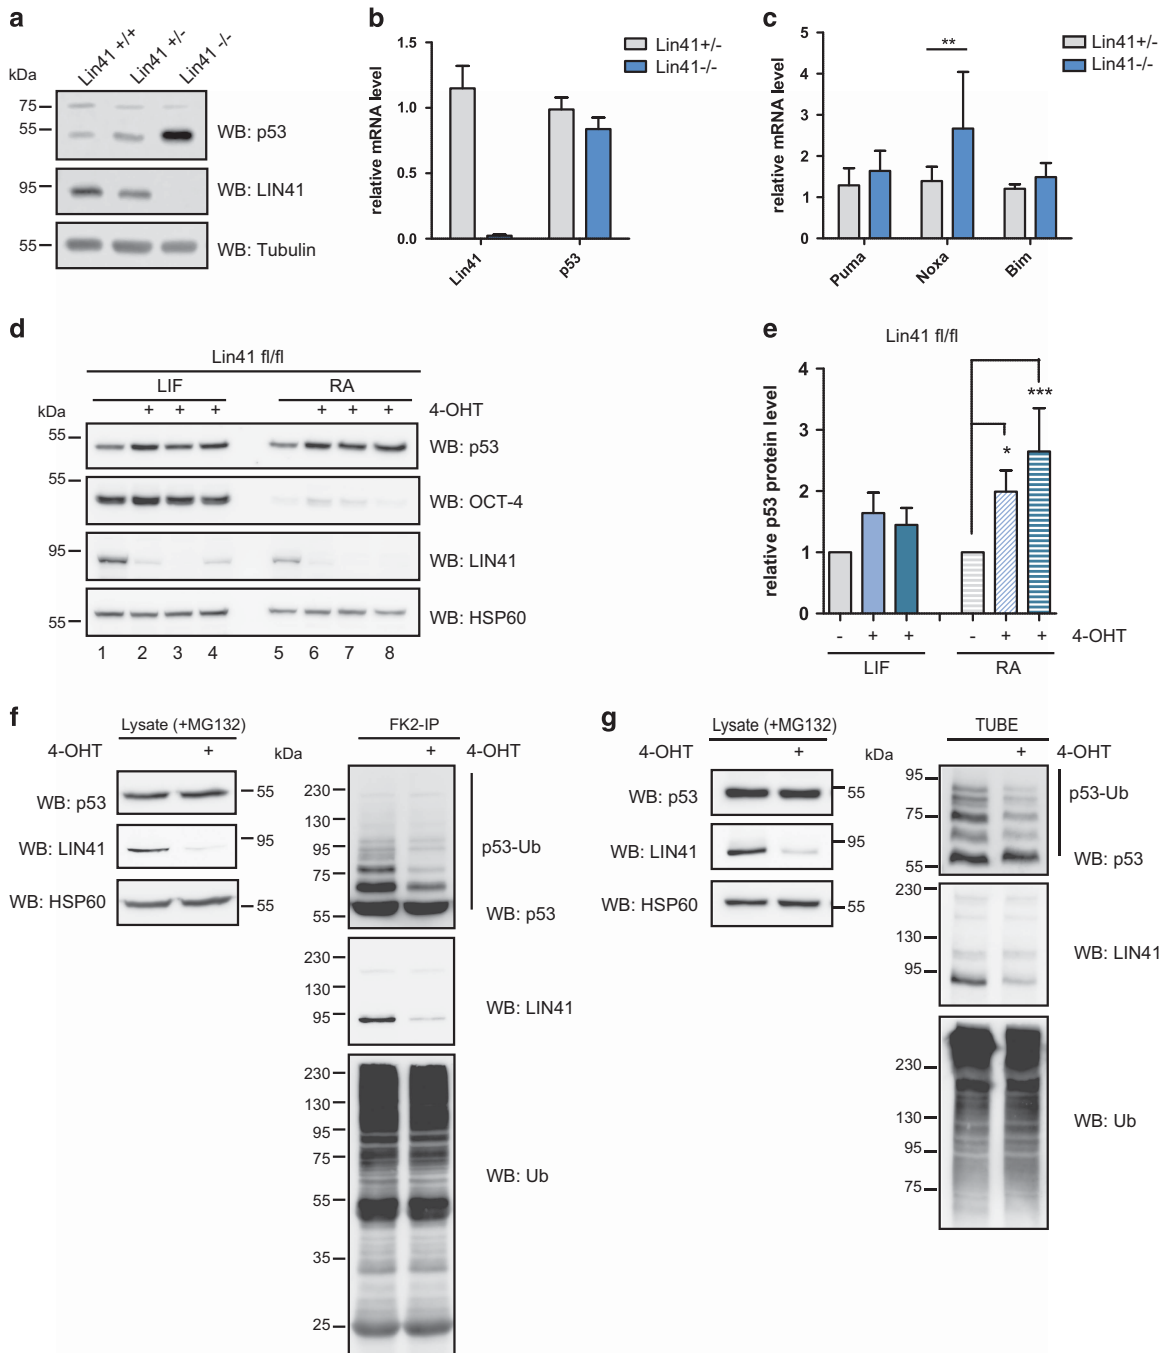 a
Lin41 +/+
Lin41 +/-
Lin41 -/-
kDa
75
55
WB: p53
95
WB: LIN41
55
WB: Tubulin
b
1.5
1.0
0.5
0.0
relative mRNA level
Lin41+/-
Lin41-/-
Lin41
p53
c
5
4
3
2
1
0
relative mRNA level
**
Lin41+/-
Lin41-/-
Puma
Noxa
Bim
d
Lin41 fl/fl
LIF RA
kDa + + + + + + 4-OHT
55
WB: p53
55
WB: OCT-4
95
WB: LIN41
55
WB: HSP60
1 2 3 4 5 6 7 8
e
Lin41 fl/fl
4
3
2
1
0
relative p53 protein level
*
***
- + + - + + 4-OHT
LIF RA
f
Lysate (+MG132)
4-OHT +
WB: p53 55
WB: LIN41 95
WB: HSP60 55
FK2-IP
kDa + 4-OHT
230
130
95
75
55
p53-Ub
WB: p53
230
130
95
WB: LIN41
230
130
95
75
55
35
25
WB: Ub
g
Lysate (+MG132)
4-OHT +
WB: p53 55
WB: LIN41 95
WB: HSP60 55
TUBE
kDa + 4-OHT
95
75
55
p53-Ub
WB: p53
230
130
95
WB: LIN41
230
130
95
75
WB: Ub